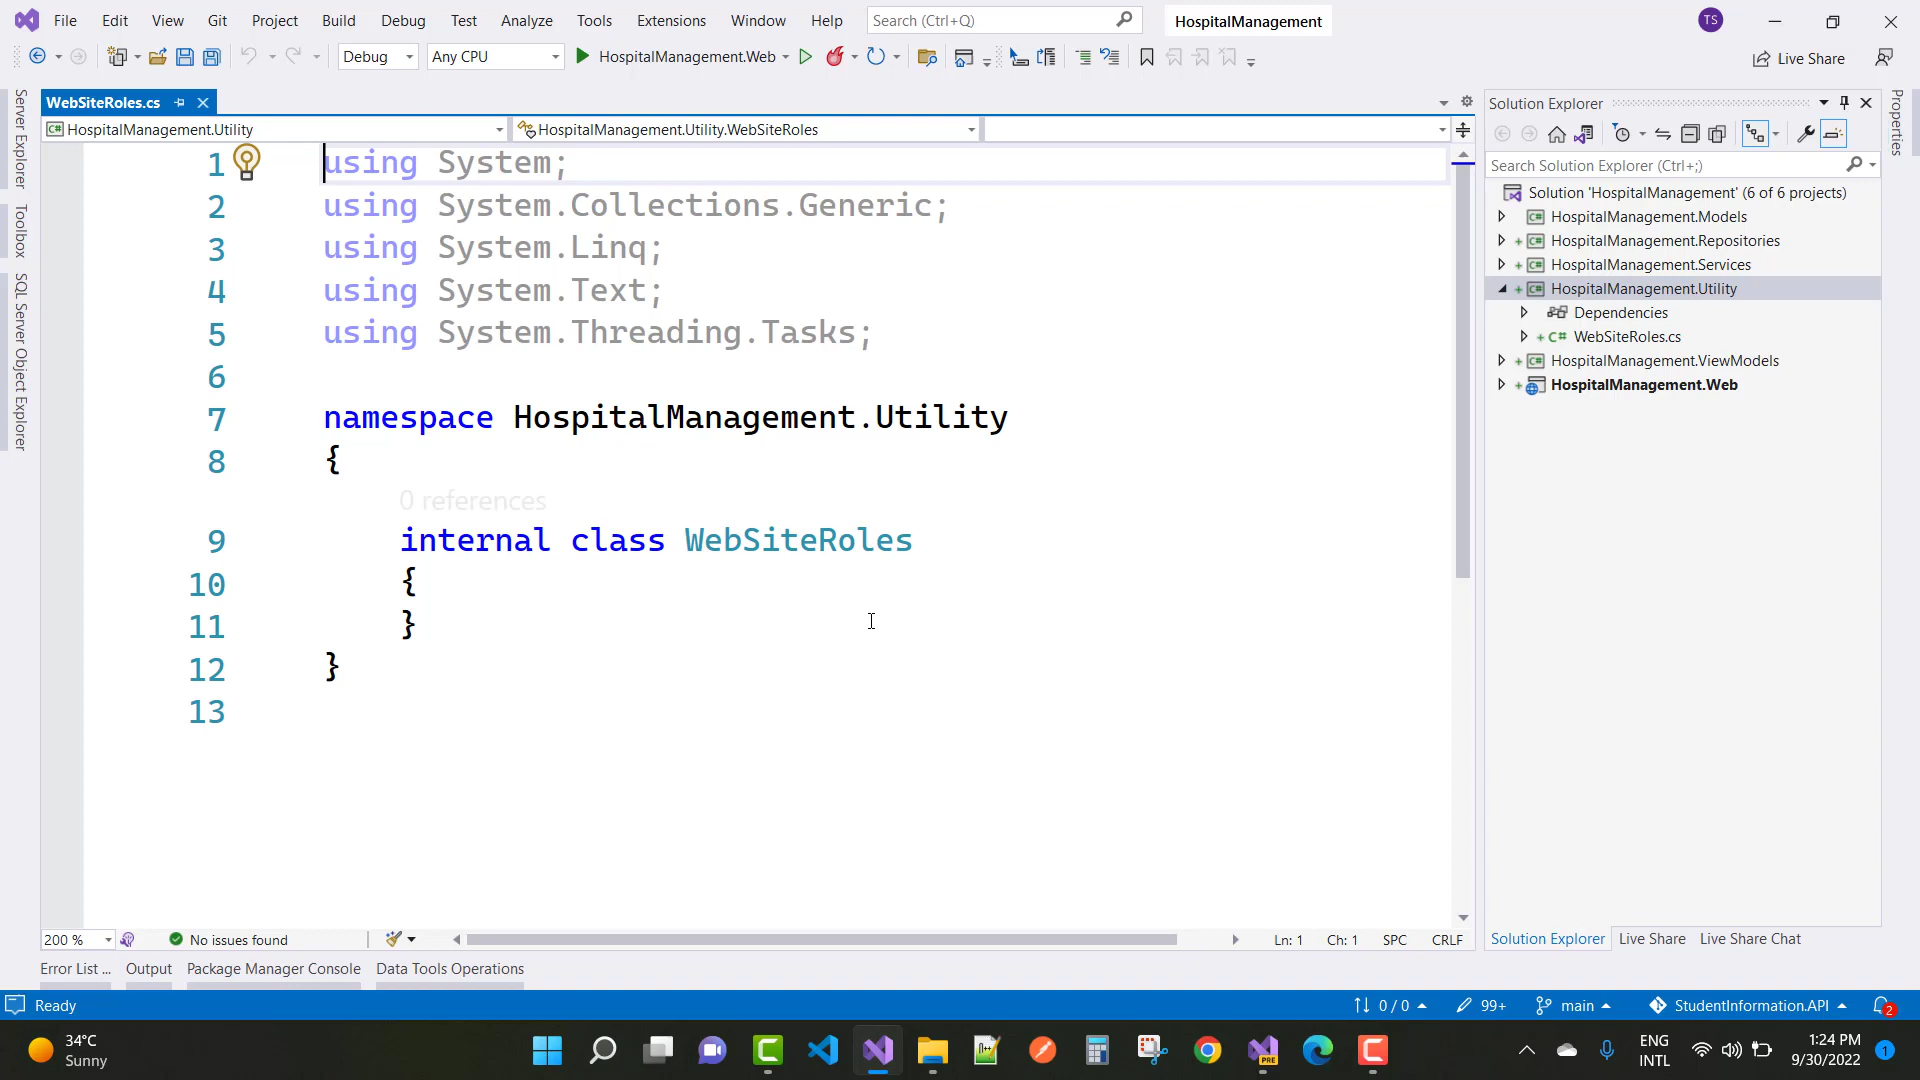 File Edit View Git Project Build Debug Test Analyze Tools Extensions Window Help Search (Ctrl+Q) HospitalManagement TS
Debug Any CPU HospitalManagement.Web Live Share
WebSiteRoles.cs
HospitalManagement.Utility HospitalManagement.Utility.WebSiteRoles
Server Explorer
Toolbox
SQL Server Object Explorer
1 using System;
2 using System.Collections.Generic;
3 using System.Linq;
4 using System.Text;
5 using System.Threading.Tasks;
6
7 namespace HospitalManagement.Utility
8 {
0 references
9 internal class WebSiteRoles
10 {
11 }
12 }
13
200 % No issues found Ln: 1 Ch: 1 SPC CRLF
Solution Explorer
Search Solution Explorer (Ctrl+;)
Solution 'HospitalManagement' (6 of 6 projects)
HospitalManagement.Models
HospitalManagement.Repositories
HospitalManagement.Services
HospitalManagement.Utility
Dependencies
WebSiteRoles.cs
HospitalManagement.ViewModels
HospitalManagement.Web
Solution Explorer Live Share Live Share Chat
Properties
Error List ... Output Package Manager Console Data Tools Operations
Ready 0 / 0 99+ main StudentInformation.API 2
34°C
Sunny
PRE
ENG
INTL
1:24 PM
9/30/2022
1